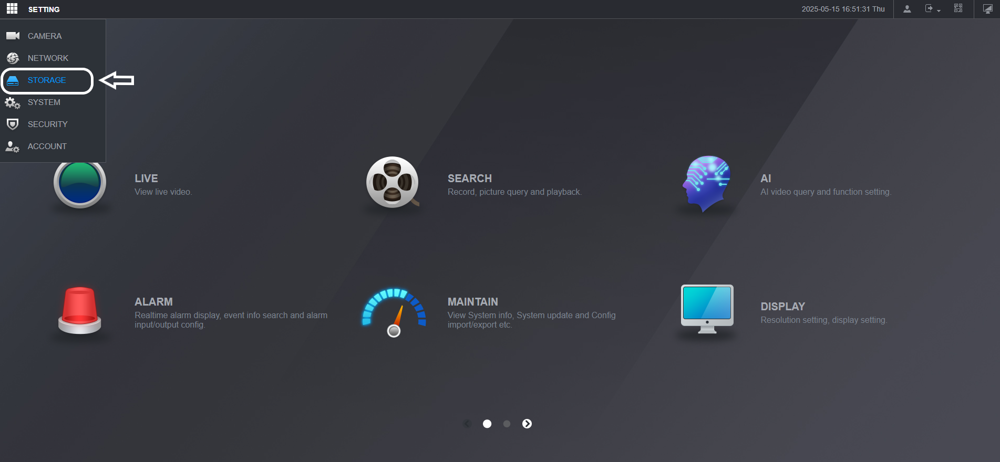 SETTING
2025-05-15 16:51:31 Thu
CAMERA
NETWORK
STORAGE
SYSTEM
SECURITY
ACCOUNT
LIVE
View live video.
SEARCH
Record, picture query and playback.
AI
AI video query and function setting.
ALARM
Realtime alarm display, event info search and alarm
input/output config.
MAINTAIN
View System info, System update and Config
import/export etc.
DISPLAY
Resolution setting, display setting.